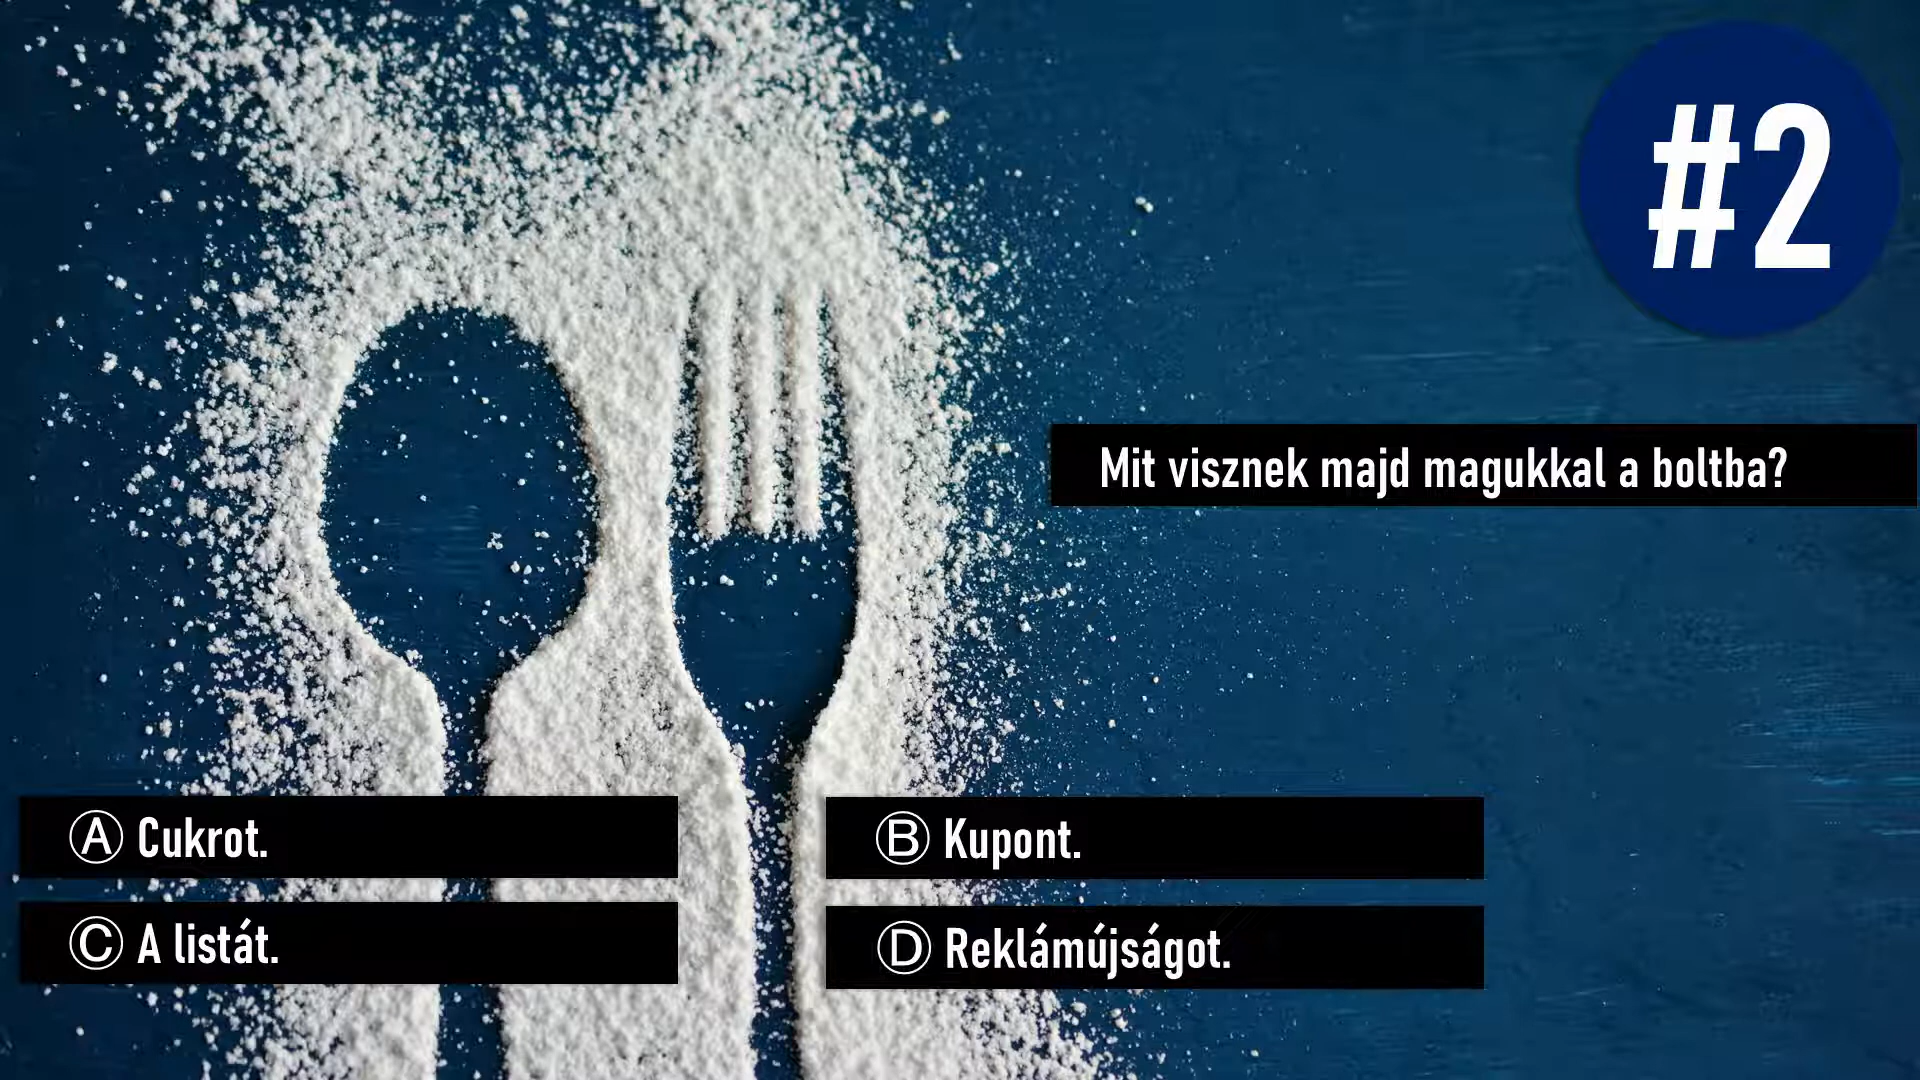 #2
Mit visznek majd magukkal a boltba?
Ⓐ Cukrot.
Ⓑ Kupont.
Ⓒ A listát.
Ⓓ Reklámújságot.